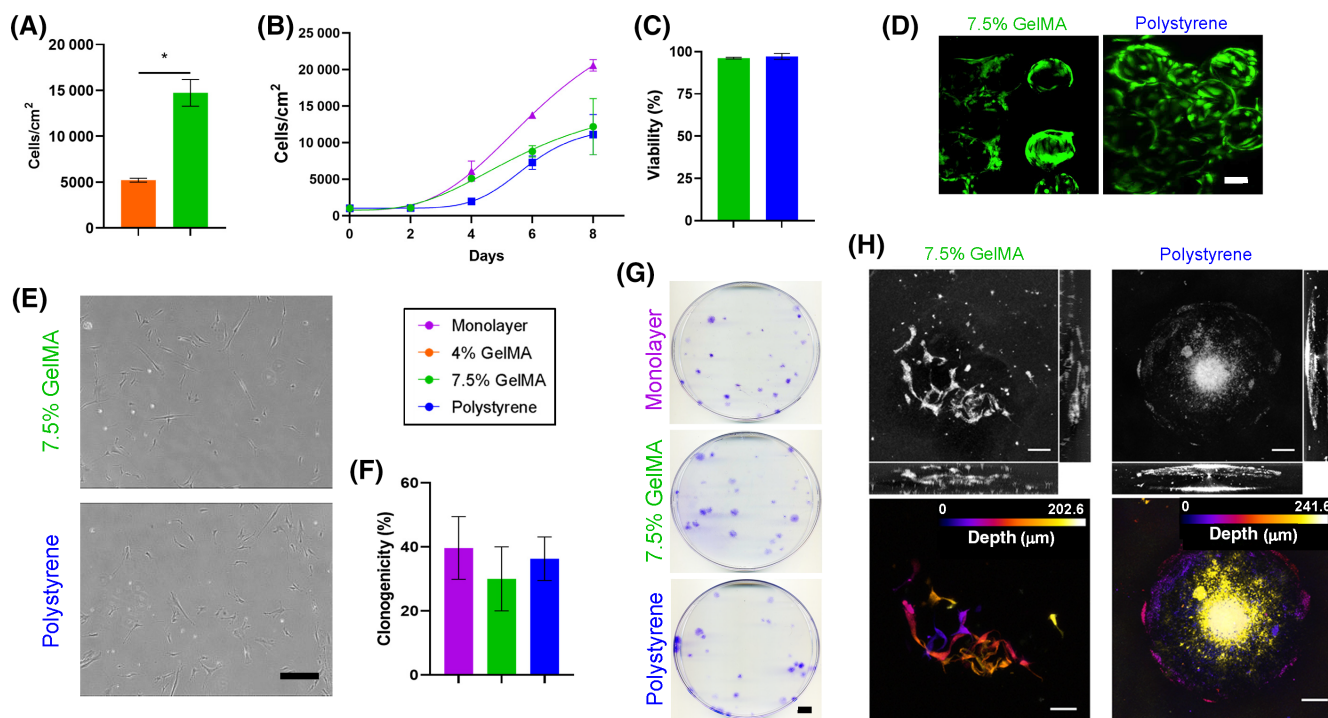 (A)
20 000
15 000
10 000
5000
0
Cells/cm2
*
(B)
25 000
20 000
15 000
10 000
5000
0
Cells/cm2
0 2 4 6 8
Days
(C)
100
75
50
25
0
Viability (%)
(D)
7.5% GelMA Polystyrene
(E)
7.5% GelMA
Polystyrene
Monolayer
4% GelMA
7.5% GelMA
Polystyrene
(F)
60
40
20
0
Clonogenicity (%)
(G)
Monolayer
7.5% GelMA
Polystyrene
(H)
7.5% GelMA Polystyrene
0 202.6
Depth (μm)
0 241.6
Depth (μm)